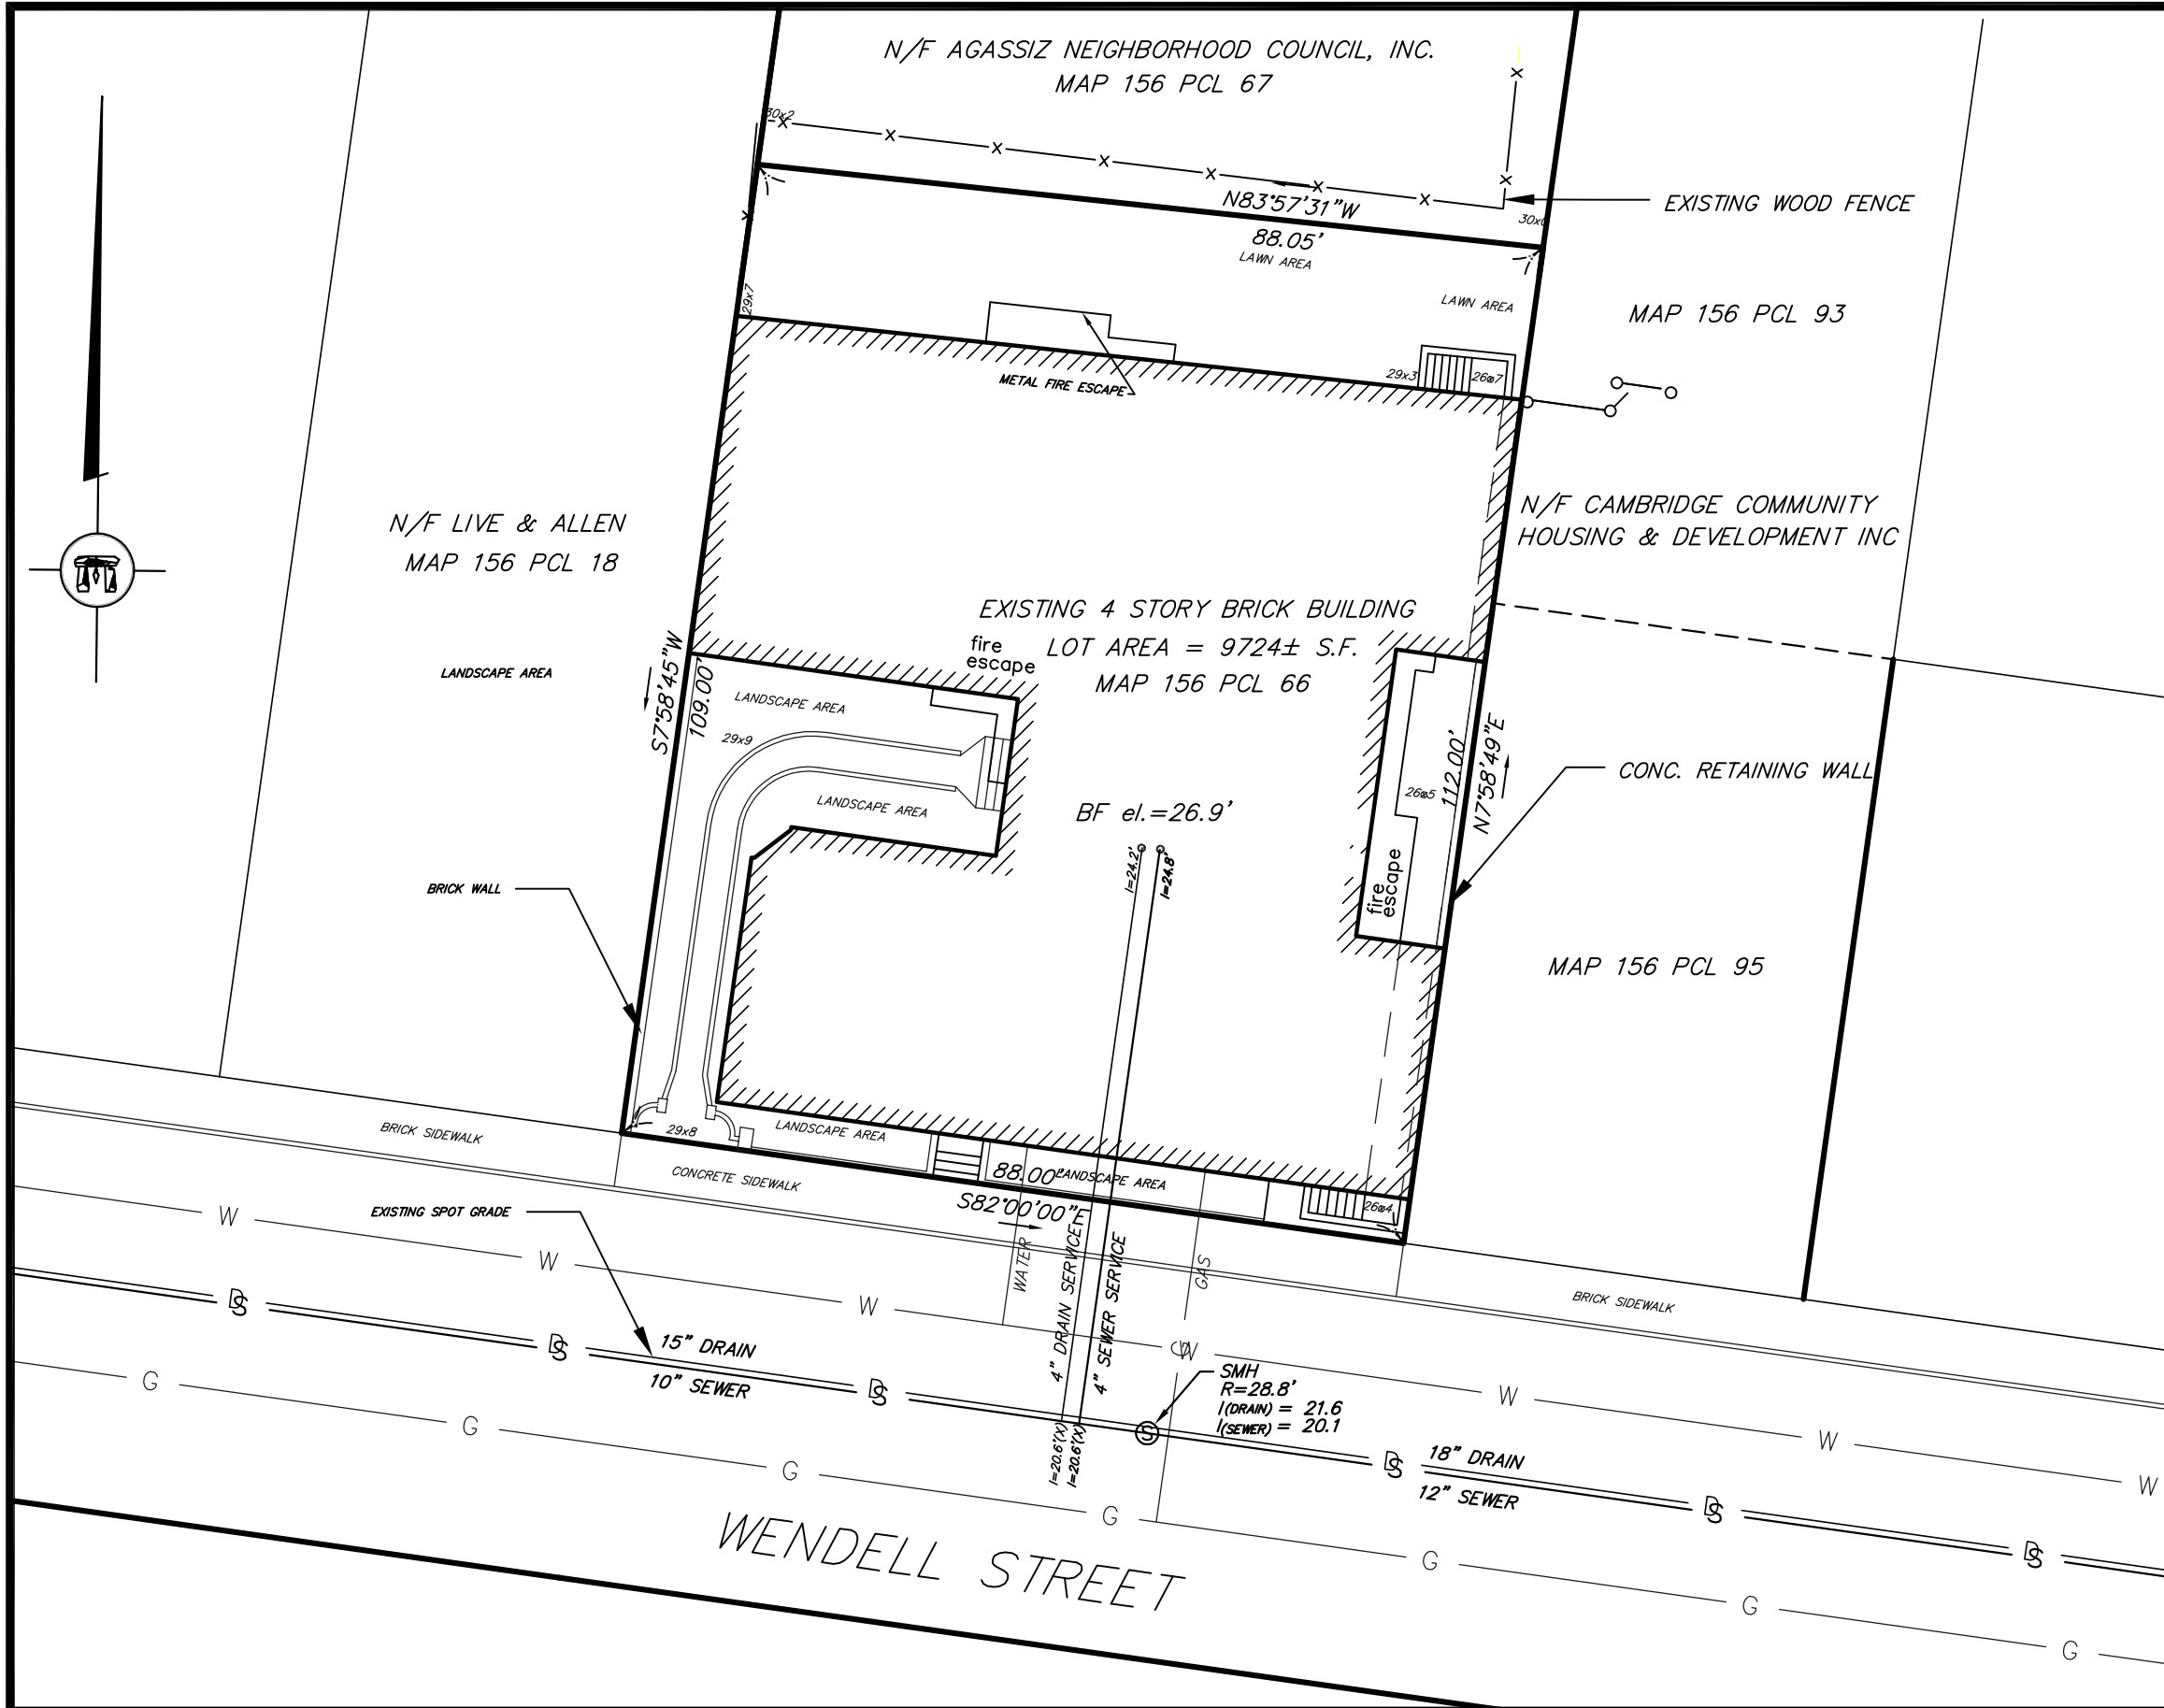 N/F AGASSIZ NEIGHBORHOOD COUNCIL, INC.
MAP 156 PCL 67
30x2
X X X X X X X X X X
EXISTING WOOD FENCE
N83°57'31"W
88.05'
30x
LAWN AREA
LAWN AREA
29x7
MAP 156 PCL 93
METAL FIRE ESCAPE
29x3
N/F CAMBRIDGE COMMUNITY
HOUSING & DEVELOPMENT INC
N/F LIVE & ALLEN
MAP 156 PCL 18
EXISTING 4 STORY BRICK BUILDING
LOT AREA = 9724± S.F.
MAP 156 PCL 66
fire
escape
LANDSCAPE AREA
S7°58'45"W
109.00'
LANDSCAPE AREA
29x9
LANDSCAPE AREA
112.00'
N7°58'49"E
CONC. RETAINING WALL
BF el.=26.9'
I=24.2'
I=24.8'
fire
escape
BRICK WALL
MAP 156 PCL 95
BRICK SIDEWALK
29x8
LANDSCAPE AREA
CONCRETE SIDEWALK
88.00'
LANDSCAPE AREA
S82°00'00"E
EXISTING SPOT GRADE
WATER
4" DRAIN SERVICE
4" SEWER SERVICE
GAS
BRICK SIDEWALK
W W W W W W W
D S D S D S D S D S D S
15" DRAIN
10" SEWER
SMH
R=28.8'
I(DRAIN) = 21.6
I(SEWER) = 20.1
S
I=20.6'(X)
I=20.6'(X)
18" DRAIN
12" SEWER
G G G G G G G
WENDELL STREET